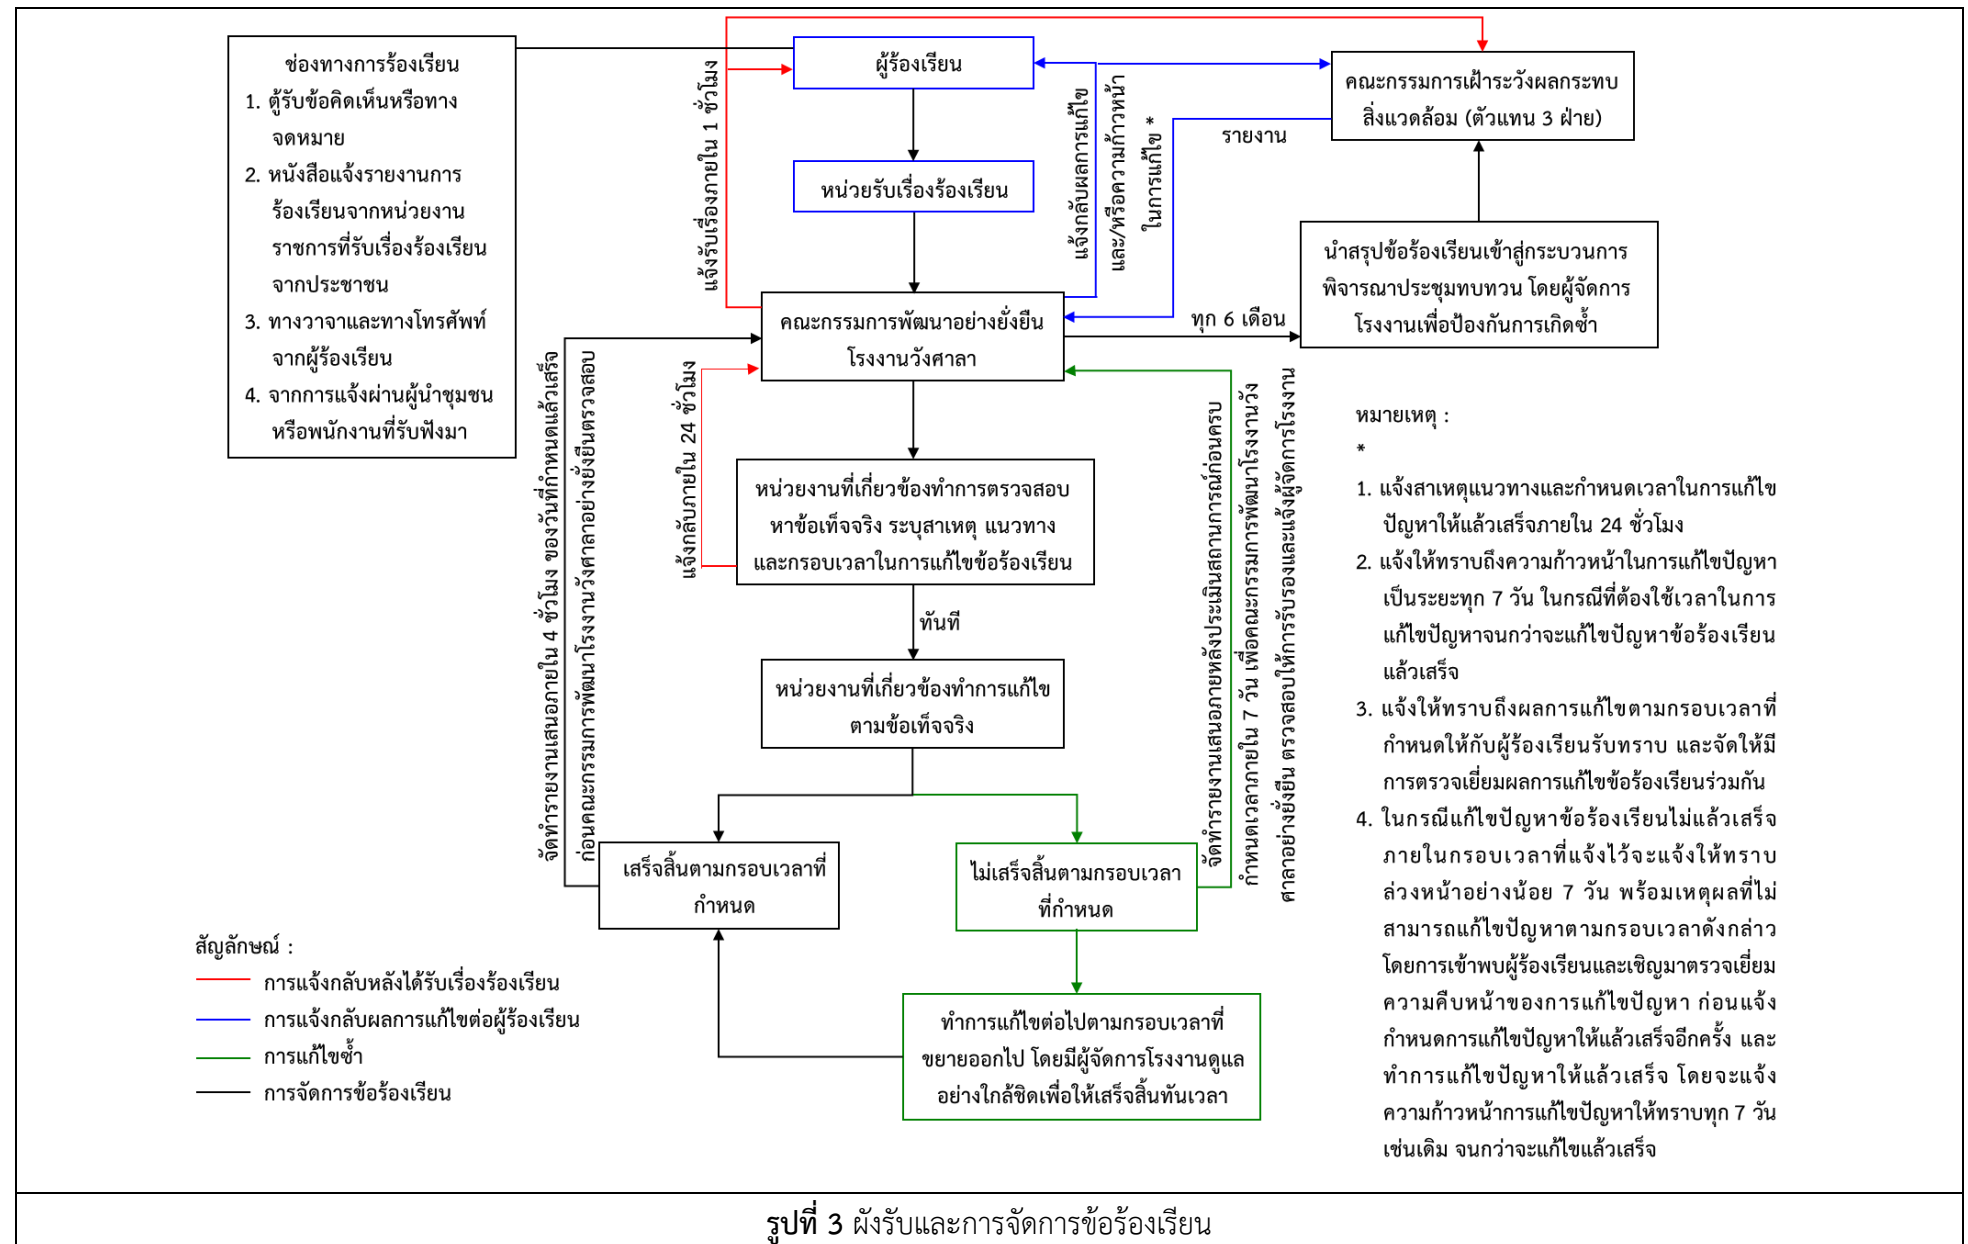 ช่องทางการร้องเรียน
1. ตู้รับข้อคิดเห็นหรือทาง
จดหมาย
2. หนังสือแจ้งรายงานการ
ร้องเรียนจากหน่วยงาน
ราชการที่รับเรื่องร้องเรียน
จากประชาชน
3. ทางวาจาและทางโทรศัพท์
จากผู้ร้องเรียน
4. จากการแจ้งผ่านผู้นำชุมชน
หรือพนักงานที่รับฟังมา
ผู้ร้องเรียน
หน่วยรับเรื่องร้องเรียน
แจ้งรับเรื่องภายใน 1 ชั่วโมง
แจ้งกลับผลการแก้ไข
และ/หรือความก้าวหน้า
ในการแก้ไข *
รายงาน
คณะกรรมการเฝ้าระวังผลกระทบ
สิ่งแวดล้อม (ตัวแทน 3 ฝ่าย)
นำสรุปข้อร้องเรียนเข้าสู่กระบวนการ
พิจารณาประชุมทบทวน โดยผู้จัดการ
โรงงานเพื่อป้องกันการเกิดซ้ำ
ทุก 6 เดือน
คณะกรรมการพัฒนาอย่างยั่งยืน
โรงงานวังศาลา
แจ้งกลับภายใน 24 ชั่วโมง
จัดทำรายงานเสนอภายใน 4 ชั่วโมง ของวันที่กำหนดแล้วเสร็จ
ก่อนคณะกรรมการพัฒนาโรงงานวังศาลาอย่างยั่งยืนตรวจสอบ
หน่วยงานที่เกี่ยวข้องทำการตรวจสอบ
หาข้อเท็จจริง ระบุสาเหตุ แนวทาง
และกรอบเวลาในการแก้ไขข้อร้องเรียน
ทันที
หน่วยงานที่เกี่ยวข้องทำการแก้ไข
ตามข้อเท็จจริง
จัดทำรายงานเสนอภายหลังประเมินสถานการณ์ก่อนครบ
กำหนดเวลาภายใน 7 วัน เพื่อคณะกรรมการพัฒนาโรงงานวัง
ศาลาอย่างยั่งยืน ตรวจสอบให้การรับรองและแจ้งผู้จัดการโรงงาน
เสร็จสิ้นตามกรอบเวลาที่
กำหนด
ไม่เสร็จสิ้นตามกรอบเวลา
ที่กำหนด
ทำการแก้ไขต่อไปตามกรอบเวลาที่
ขยายออกไป โดยมีผู้จัดการโรงงานดูแล
อย่างใกล้ชิดเพื่อให้เสร็จสิ้นทันเวลา
สัญลักษณ์ :
การแจ้งกลับหลังได้รับเรื่องร้องเรียน
การแจ้งกลับผลการแก้ไขต่อผู้ร้องเรียน
การแก้ไขซ้ำ
การจัดการข้อร้องเรียน
หมายเหตุ :
*
1. แจ้งสาเหตุแนวทางและกำหนดเวลาในการแก้ไข
ปัญหาให้แล้วเสร็จภายใน 24 ชั่วโมง
2. แจ้งให้ทราบถึงความก้าวหน้าในการแก้ไขปัญหา
เป็นระยะทุก 7 วัน ในกรณีที่ต้องใช้เวลาในการ
แก้ไขปัญหาจนกว่าจะแก้ไขปัญหาข้อร้องเรียน
แล้วเสร็จ
3. แจ้งให้ทราบถึงผลการแก้ไขตามกรอบเวลาที่
กำหนดให้กับผู้ร้องเรียนรับทราบ และจัดให้มี
การตรวจเยี่ยมผลการแก้ไขข้อร้องเรียนร่วมกัน
4. ในกรณีแก้ไขปัญหาข้อร้องเรียนไม่แล้วเสร็จ
ภายในกรอบเวลาที่แจ้งไว้จะแจ้งให้ทราบ
ล่วงหน้าอย่างน้อย 7 วัน พร้อมเหตุผลที่ไม่
สามารถแก้ไขปัญหาตามกรอบเวลาดังกล่าว
โดยการเข้าพบผู้ร้องเรียนและเชิญมาตรวจเยี่ยม
ความคืบหน้าของการแก้ไขปัญหา ก่อนแจ้ง
กำหนดการแก้ไขปัญหาให้แล้วเสร็จอีกครั้ง และ
ทำการแก้ไขปัญหาให้แล้วเสร็จ โดยจะแจ้ง
ความก้าวหน้าการแก้ไขปัญหาให้ทราบทุก 7 วัน
เช่นเดิม จนกว่าจะแก้ไขแล้วเสร็จ
รูปที่ 3 ผังรับและการจัดการข้อร้องเรียน